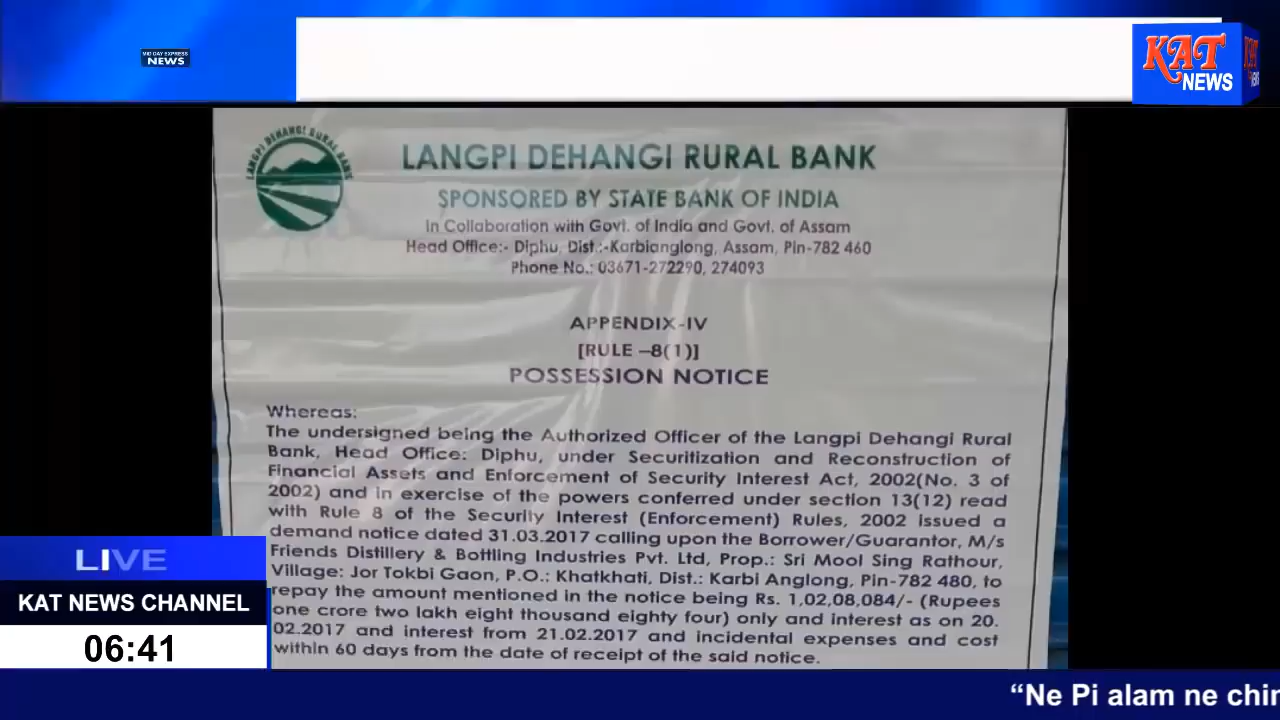 MID DAY EXPRESS
NEWS
KAT
NEWS
LANGPI DEHANGI RURAL BANK
LANGPI DEHANGI RURAL BANK
SPONSORED BY STATE BANK OF INDIA
In Collaboration with Govt. of India and Govt. of Assam
Head Office:- Diphu, Dist.:-Karbianglong, Assam, Pin-782 460
Phone No.: 03671-272290, 274093
APPENDIX-IV
[RULE –8(1)]
POSSESSION NOTICE
Whereas:
The undersigned being the Authorized Officer of the Langpi Dehangi Rural
Bank, Head Office: Diphu, under Securitization and Reconstruction of
Financial Assets and Enforcement of Security Interest Act, 2002(No. 3 of
2002) and in exercise of the powers conferred under section 13(12) read
with Rule 8 of the Security Interest (Enforcement) Rules, 2002 issued a
demand notice dated 31.03.2017 calling upon the Borrower/Guarantor, M/s
Friends Distillery & Bottling Industries Pvt. Ltd, Prop.: Sri Mool Sing Rathour,
Village: Jor Tokbi Gaon, P.O.: Khatkhati, Dist.: Karbi Anglong, Pin-782 480, to
repay the amount mentioned in the notice being Rs. 1,02,08,084/- (Rupees
one crore two lakh eight thousand eighty four) only and interest as on 20.
02.2017 and interest from 21.02.2017 and incidental expenses and cost
within 60 days from the date of receipt of the said notice.
LIVE
KAT NEWS CHANNEL
06:41
“Ne Pi alam ne chir